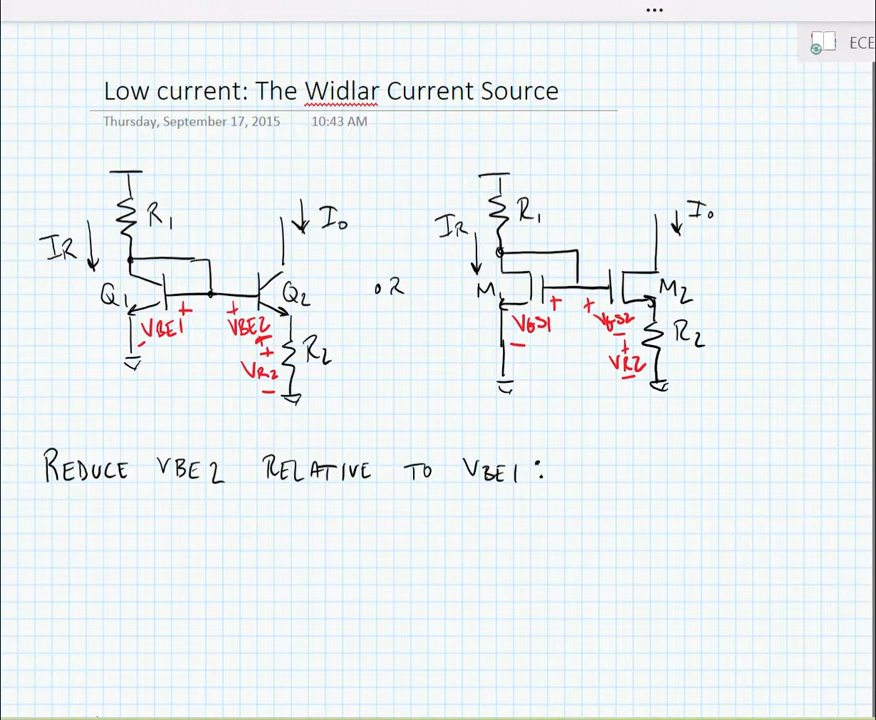 ECE
Low current: The Widlar Current Source
Thursday, September 17, 2015 10:43 AM
R1
IR
Io
Q1
Q2
VBE1
+
-
+
VBE2
-
+
VR2
-
R2
OR
R1
IR
Io
M1
M2
+
VGS1
-
+
VGS2
-
+
VR2
-
R2
REDUCE VBE2 RELATIVE TO VBE1: